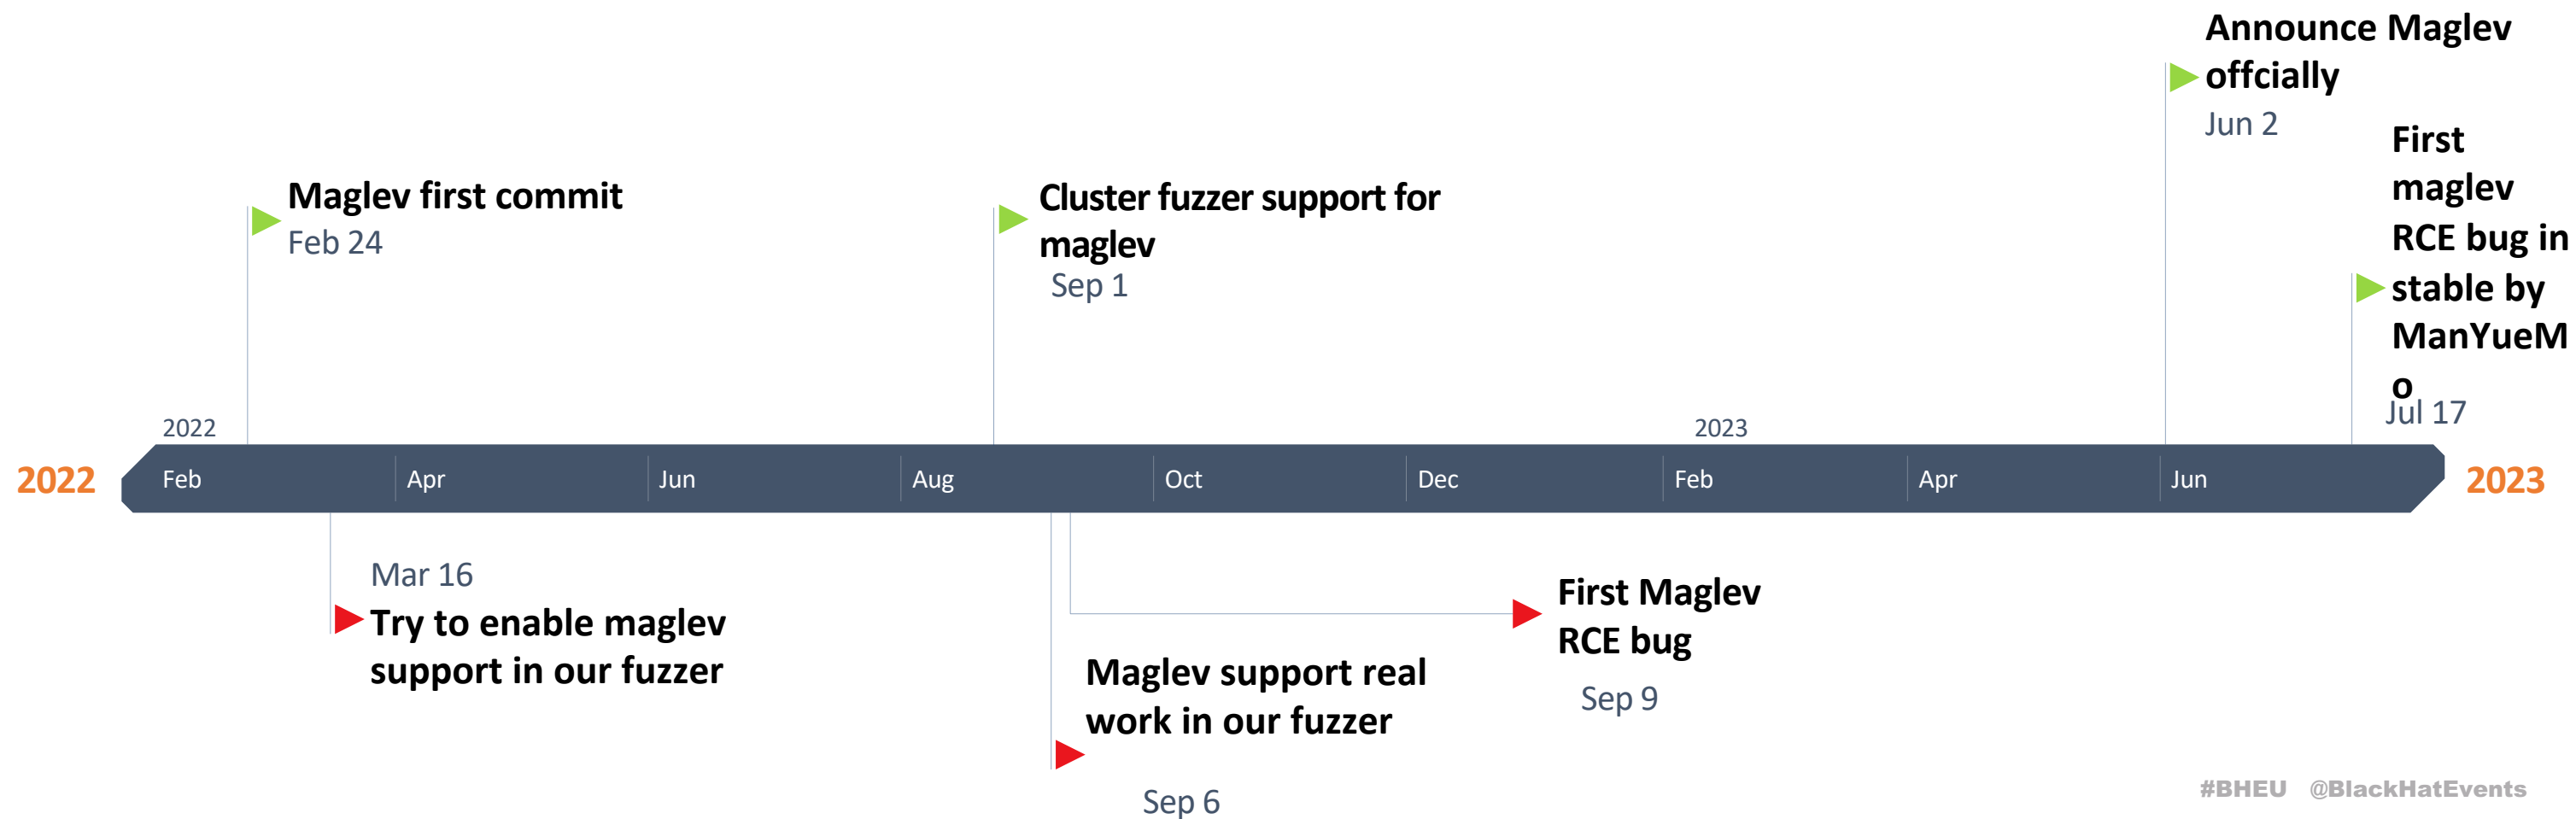 Announce Maglev
offcially
Jun 2
First
maglev
RCE bug in
stable by
ManYueM
o
Jul 17
Maglev first commit
Feb 24
Cluster fuzzer support for
maglev
Sep 1
2022
2023
2022
Feb
Apr
Jun
Aug
Oct
Dec
Feb
Apr
Jun
2023
Mar 16
Try to enable maglev
support in our fuzzer
First Maglev
RCE bug
Sep 9
Maglev support real
work in our fuzzer
Sep 6
#BHEU @BlackHatEvents